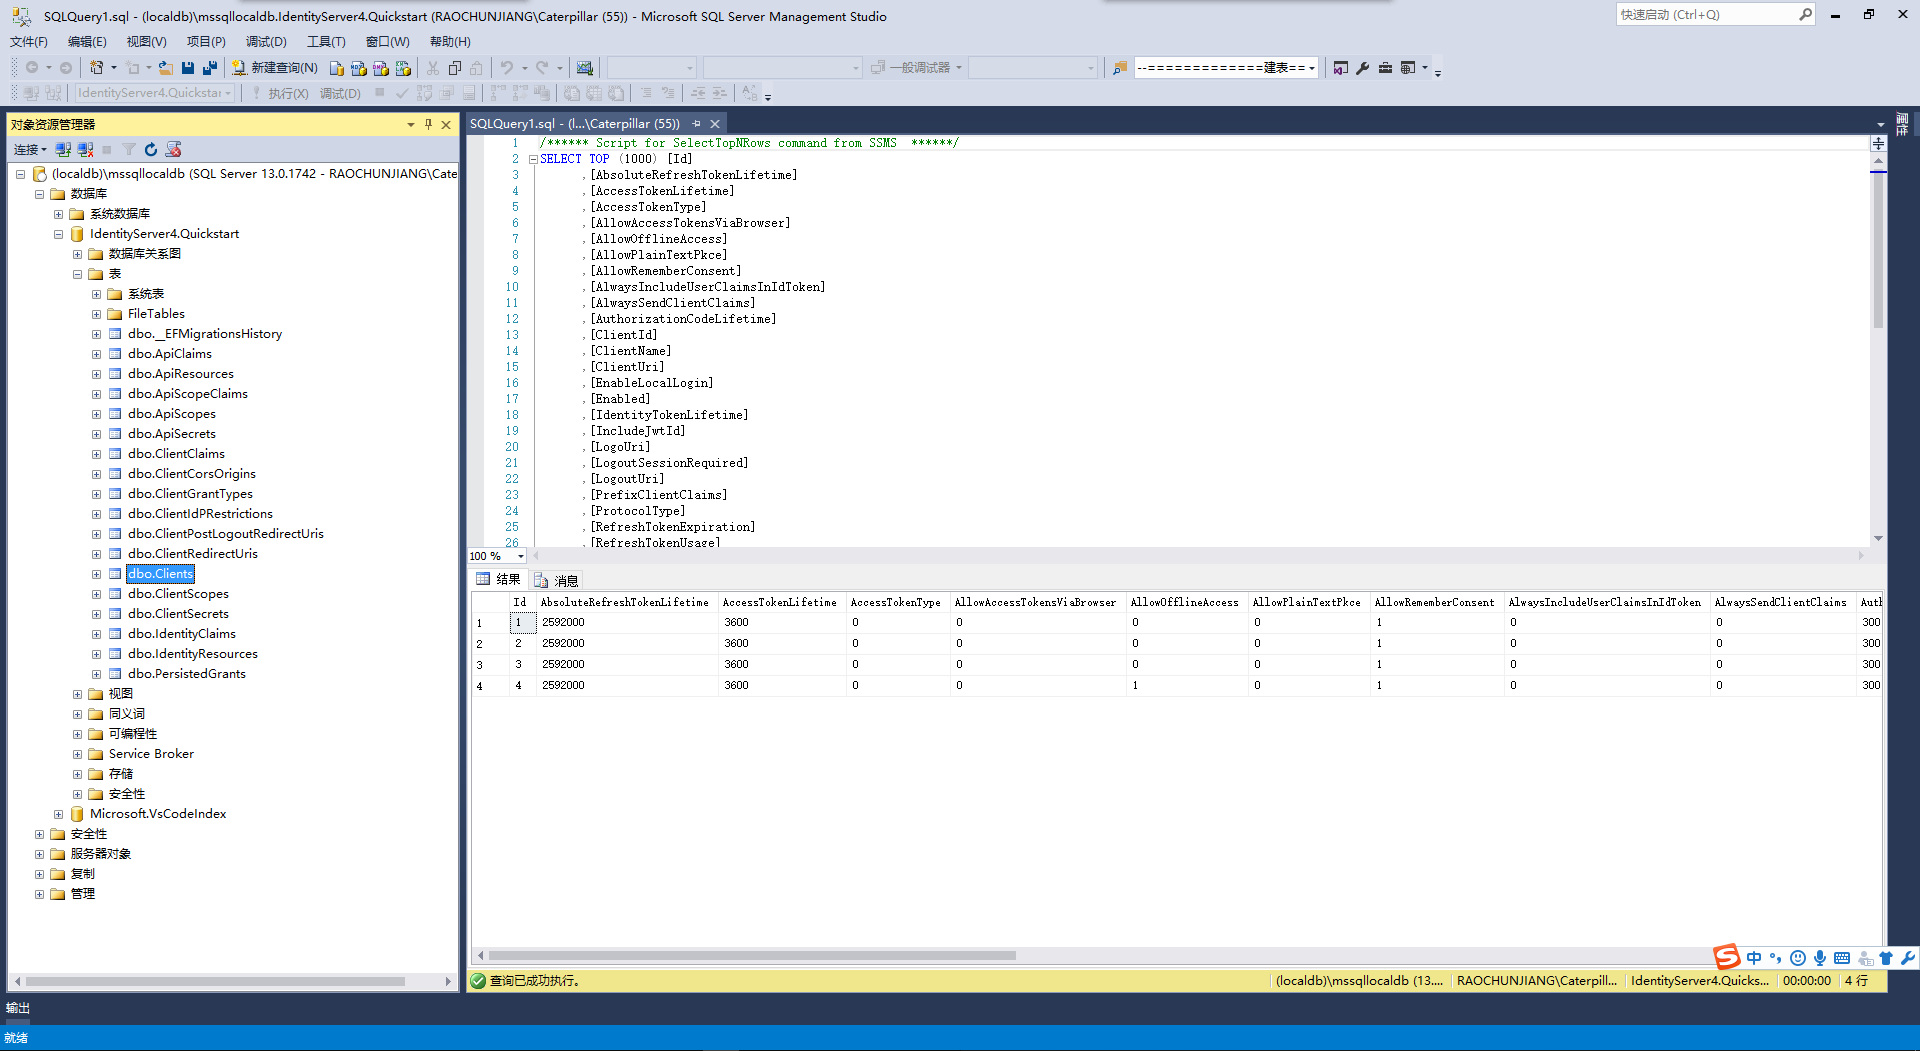 SQLQuery1.sql - (localdb)\mssqllocaldb.IdentityServer4.Quickstart (RAOCHUNJIANG\Caterpillar (55)) - Microsoft SQL Server Management Studio
快速启动 (Ctrl+Q)
文件(F) 编辑(E) 视图(V) 项目(P) 调试(D) 工具(T) 窗口(W) 帮助(H)
新建查询(N) 一般调试器 --=============建表==
IdentityServer4.Quickstar 执行(X) 调试(D)
对象资源管理器
连接
(localdb)\mssqllocaldb (SQL Server 13.0.1742 - RAOCHUNJIANG\Cate
数据库
系统数据库
IdentityServer4.Quickstart
数据库关系图
表
系统表
FileTables
dbo.__EFMigrationsHistory
dbo.ApiClaims
dbo.ApiResources
dbo.ApiScopeClaims
dbo.ApiScopes
dbo.ApiSecrets
dbo.ClientClaims
dbo.ClientCorsOrigins
dbo.ClientGrantTypes
dbo.ClientIdPRestrictions
dbo.ClientPostLogoutRedirectUris
dbo.ClientRedirectUris
dbo.Clients
dbo.ClientScopes
dbo.ClientSecrets
dbo.IdentityClaims
dbo.IdentityResources
dbo.PersistedGrants
视图
同义词
可编程性
Service Broker
存储
安全性
Microsoft.VsCodeIndex
安全性
服务器对象
复制
管理
SQLQuery1.sql - (l...\Caterpillar (55))
属性
1 /****** Script for SelectTopNRows command from SSMS  ******/
2 SELECT TOP (1000) [Id]
3 ,[AbsoluteRefreshTokenLifetime]
4 ,[AccessTokenLifetime]
5 ,[AccessTokenType]
6 ,[AllowAccessTokensViaBrowser]
7 ,[AllowOfflineAccess]
8 ,[AllowPlainTextPkce]
9 ,[AllowRememberConsent]
10 ,[AlwaysIncludeUserClaimsInIdToken]
11 ,[AlwaysSendClientClaims]
12 ,[AuthorizationCodeLifetime]
13 ,[ClientId]
14 ,[ClientName]
15 ,[ClientUri]
16 ,[EnableLocalLogin]
17 ,[Enabled]
18 ,[IdentityTokenLifetime]
19 ,[IncludeJwtId]
20 ,[LogoUri]
21 ,[LogoutSessionRequired]
22 ,[LogoutUri]
23 ,[PrefixClientClaims]
24 ,[ProtocolType]
25 ,[RefreshTokenExpiration]
26 ,[RefreshTokenUsage]
100 %
结果 消息
Id AbsoluteRefreshTokenLifetime AccessTokenLifetime AccessTokenType AllowAccessTokensViaBrowser AllowOfflineAccess AllowPlainTextPkce AllowRememberConsent AlwaysIncludeUserClaimsInIdToken AlwaysSendClientClaims Auth
1 1 2592000 3600 0 0 0 0 1 0 0 300
2 2 2592000 3600 0 0 0 0 1 0 0 300
3 3 2592000 3600 0 0 0 0 1 0 0 300
4 4 2592000 3600 0 0 1 0 1 0 0 300
中
查询已成功执行。 (localdb)\mssqllocaldb (13.... RAOCHUNJIANG\Caterpill... IdentityServer4.Quicks... 00:00:00 4 行
输出
就绪